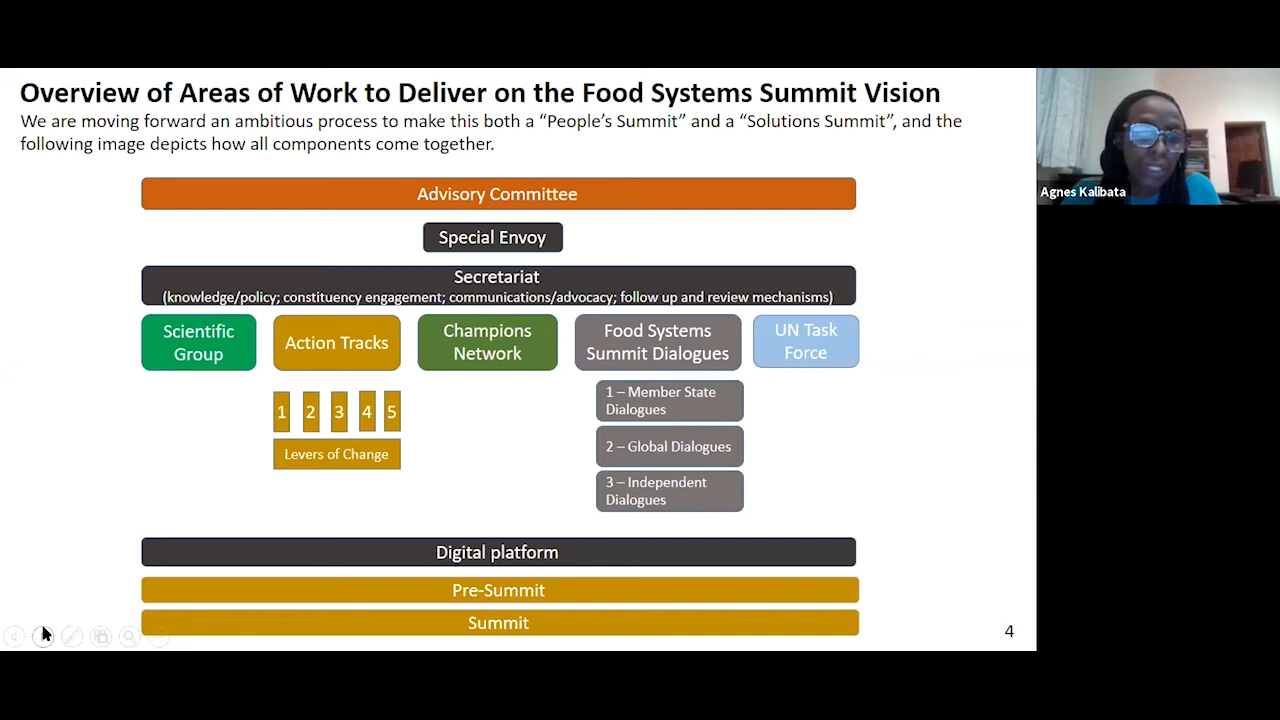 Overview of Areas of Work to Deliver on the Food Systems Summit Vision
We are moving forward an ambitious process to make this both a “People’s Summit” and a “Solutions Summit”, and the
following image depicts how all components come together.
Agnes Kalibata
Advisory Committee
Special Envoy
Secretariat
(knowledge/policy; constituency engagement; communications/advocacy; follow up and review mechanisms)
Scientific
Group
Action Tracks
Champions
Network
Food Systems
Summit Dialogues
UN Task
Force
1 2 3 4 5
Levers of Change
1 – Member State
Dialogues
2 – Global Dialogues
3 – Independent
Dialogues
Digital platform
Pre-Summit
Summit
4